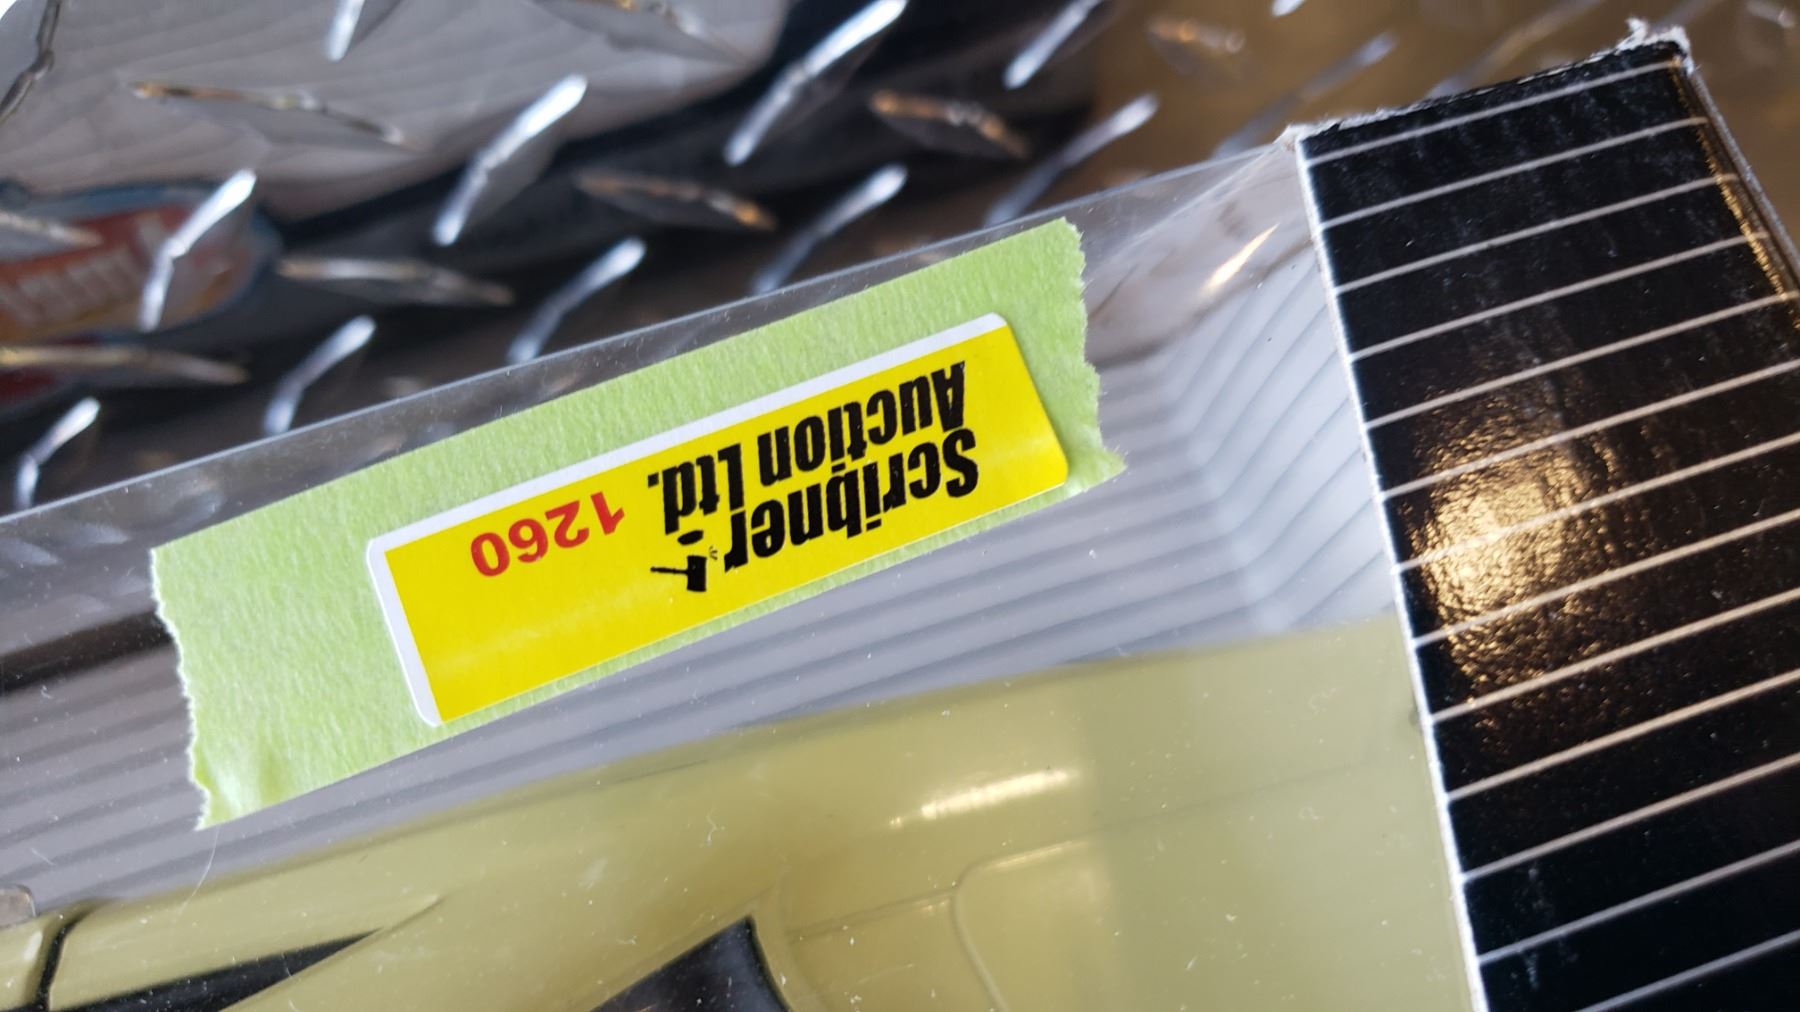 Scribner
Auction Ltd.
1260